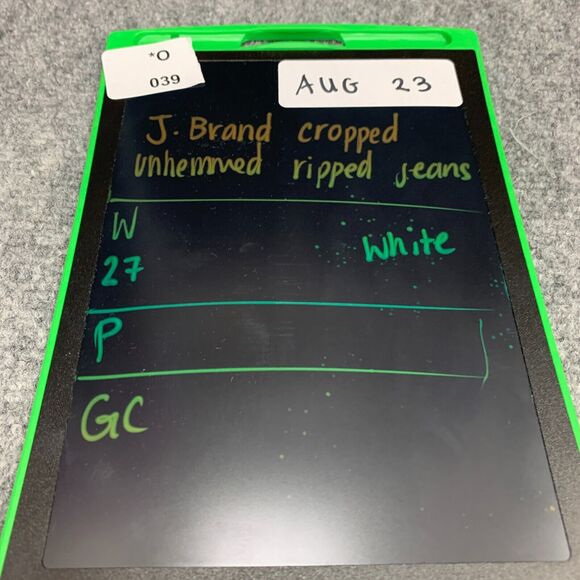 *O
039
AUG 23
J. Brand cropped
unhemmed ripped jeans
W
27
White
P
GC